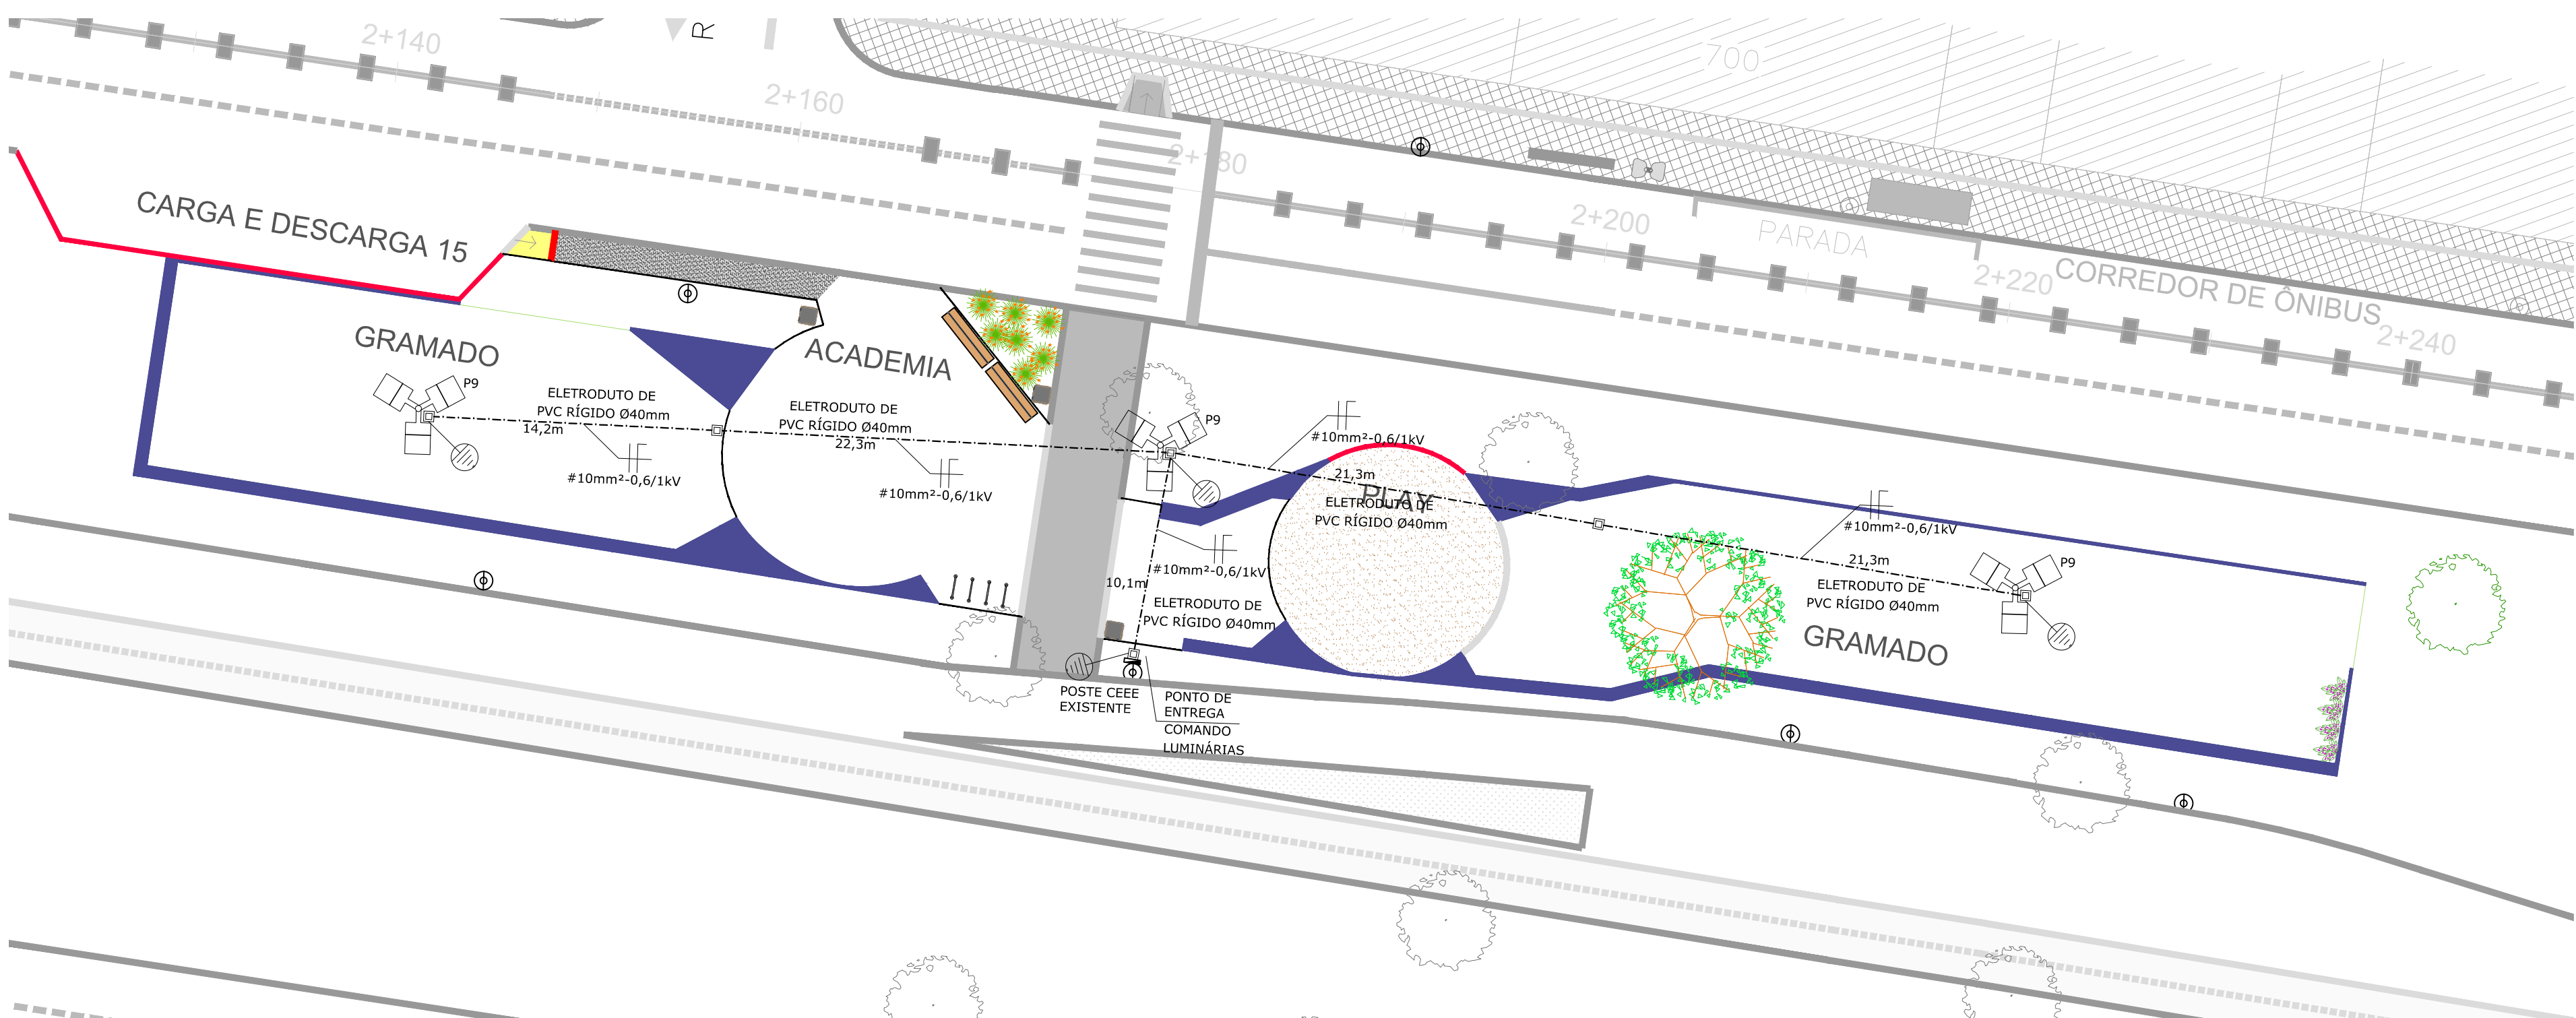 2+140
R
700
2+160
2+180
CARGA E DESCARGA 15
2+200
PARADA
2+220
CORREDOR DE ÔNIBUS
2+240
GRAMADO
ACADEMIA
P9
ELETRODUTO DE
PVC RÍGIDO Ø40mm
14,2m
#10mm²-0,6/1kV
ELETRODUTO DE
PVC RÍGIDO Ø40mm
22,3m
#10mm²-0,6/1kV
P9
#10mm²-0,6/1kV
21,3m
PLAY
ELETRODUTO DE
PVC RÍGIDO Ø40mm
#10mm²-0,6/1kV
21,3m
ELETRODUTO DE
PVC RÍGIDO Ø40mm
P9
GRAMADO
#10mm²-0,6/1kV
10,1m
ELETRODUTO DE
PVC RÍGIDO Ø40mm
POSTE CEEE
EXISTENTE
PONTO DE
ENTREGA
COMANDO
LUMINÁRIAS